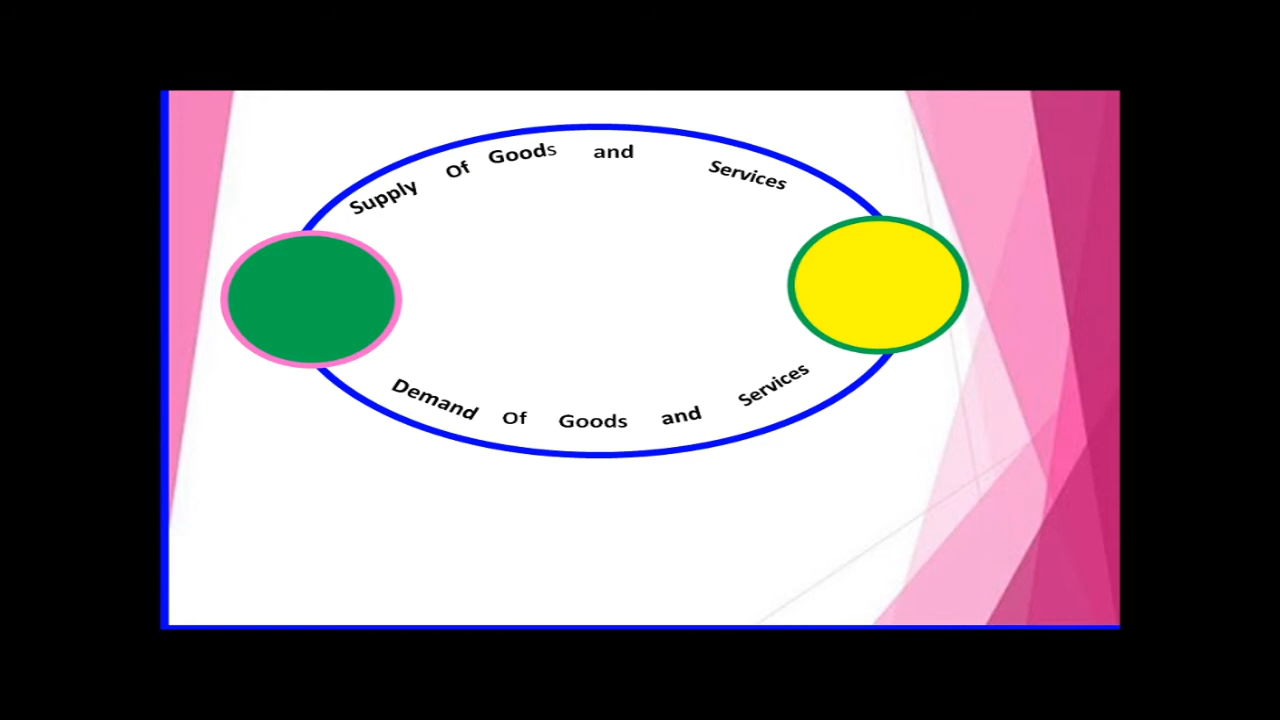 Supply Of Goods and Services
Demand Of Goods and Services